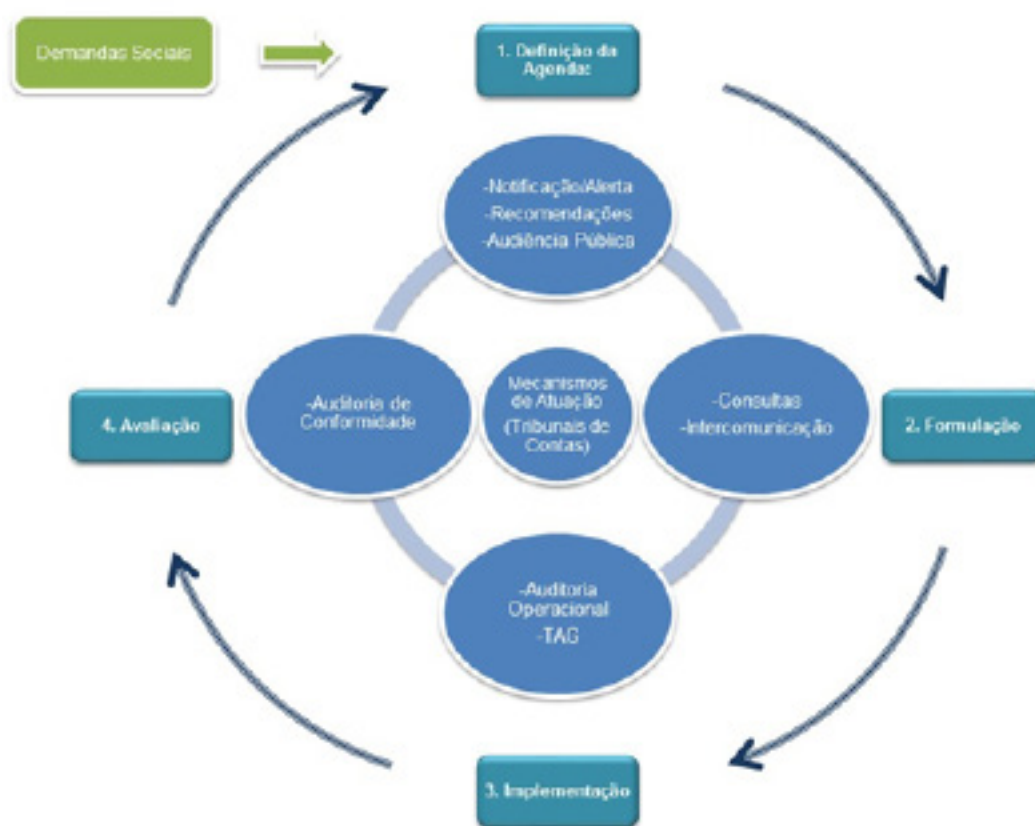 Demandas Sociais
1. Definição da
Agenda:
-Notificação/Alerta
-Recomendações
-Audiência Pública
4. Avaliação
-Auditoria de
Conformidade
Mecanismos
de Atuação
(Tribunais de
Contas)
-Consultas
-Intercomunicação
2. Formulação
-Auditoria
Operacional
-TAG
3. Implementação